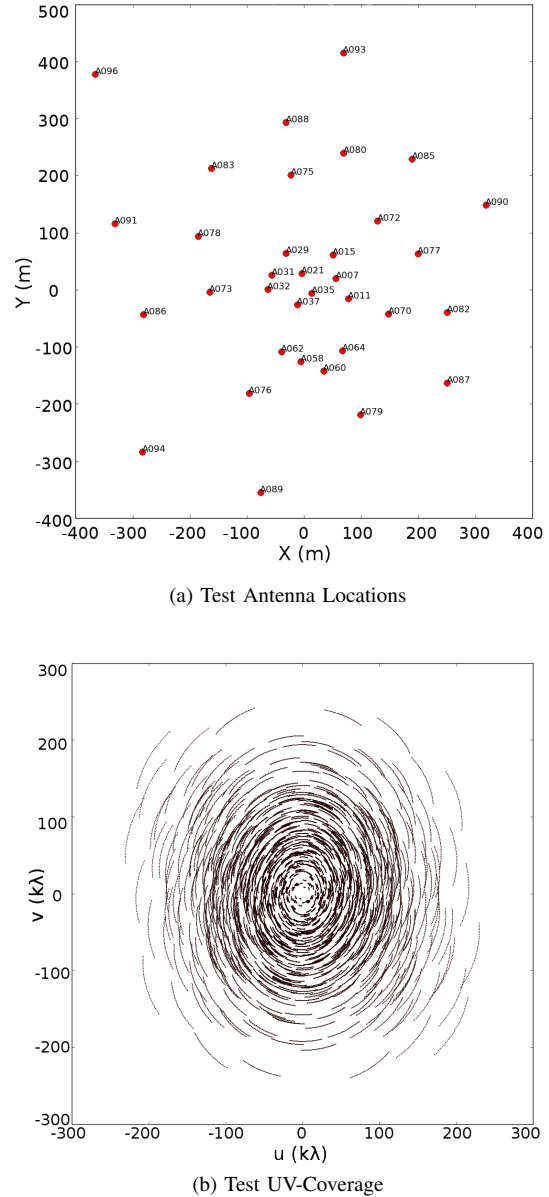 500
A093
400
A096
300
A088
A080
A085
A083
200
A075
A090
A072
A091
100
A078
A029
A015
A077
A031
A021
A007
Y (m)
0
A073
A032
A035
A011
A037
A086
A070
A082
-100
A062
A064
A058
A060
A087
A076
-200
A079
A094
-300
A089
-400
-400 -300 -200 -100 0 100 200 300 400
X (m)
(a) Test Antenna Locations
300
200
100
v (kλ)
0
-100
-200
-300
-300 -200 -100 0 100 200 300
u (kλ)
(b) Test UV-Coverage